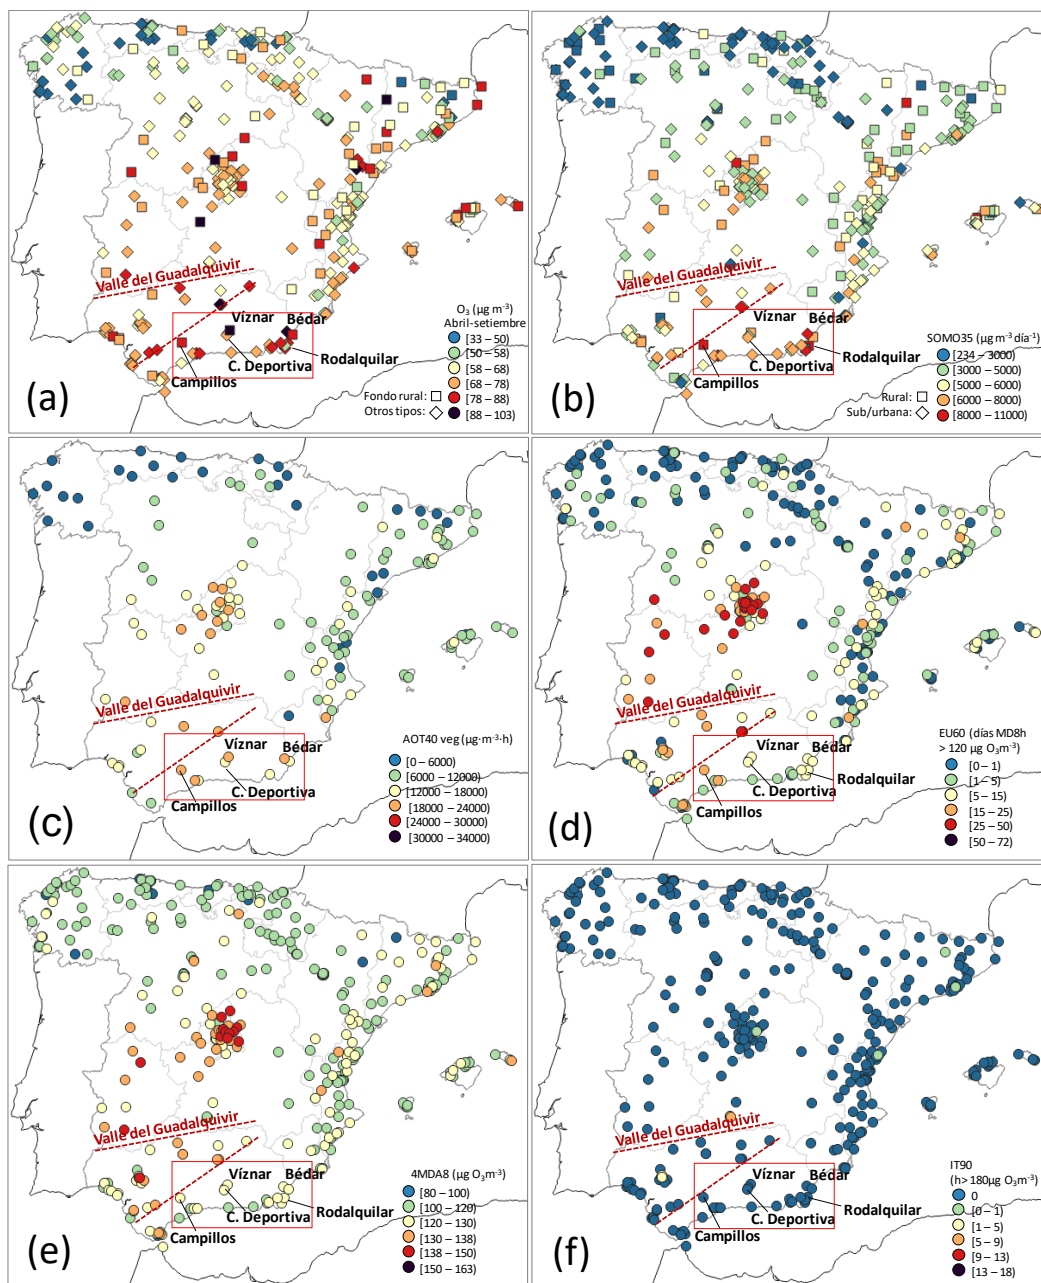 Valle del Guadalquivir
Víznar
Bédar
Rodalquilar
C. Deportiva
Campillos
(a)
O₃ (µg m⁻³)
Abril-setiembre
[33 – 50)
[50 – 58)
[58 – 68)
[68 – 78)
[78 – 88)
[88 – 103)
Fondo rural:
Otros tipos:
Valle del Guadalquivir
Víznar
Bédar
Rodalquilar
C. Deportiva
Campillos
(b)
SOMO35 (µg m⁻³ día⁻¹)
[234 – 3000)
[3000 – 5000)
[5000 – 6000)
[6000 – 8000)
[8000 – 11000)
Rural:
Sub/urbana:
Valle del Guadalquivir
Víznar
Bédar
C. Deportiva
Campillos
(c)
AOT40 veg (µg·m⁻³·h)
[0 – 6000)
[6000 – 12000)
[12000 – 18000)
[18000 – 24000)
[24000 – 30000)
[30000 – 34000)
Valle del Guadalquivir
Víznar
Bédar
Rodalquilar
C. Deportiva
Campillos
(d)
EU60 (días MD8h
> 120 µg O₃m⁻³)
[0 – 1)
[1 – 5)
[5 – 15)
[15 – 25)
[25 – 50)
[50 – 72)
Valle del Guadalquivir
Víznar
Bédar
Rodalquilar
C. Deportiva
Campillos
(e)
4MDA8 (µg O₃m⁻³)
[80 – 100)
[100 – 120)
[120 – 130)
[130 – 138)
[138 – 150)
[150 – 163)
Valle del Guadalquivir
Víznar
Bédar
Rodalquilar
C. Deportiva
Campillos
(f)
IT90
(h> 180µg O₃m⁻³)
0
[0 – 1)
[1 – 5)
[5 – 9)
[9 – 13)
[13 – 18)